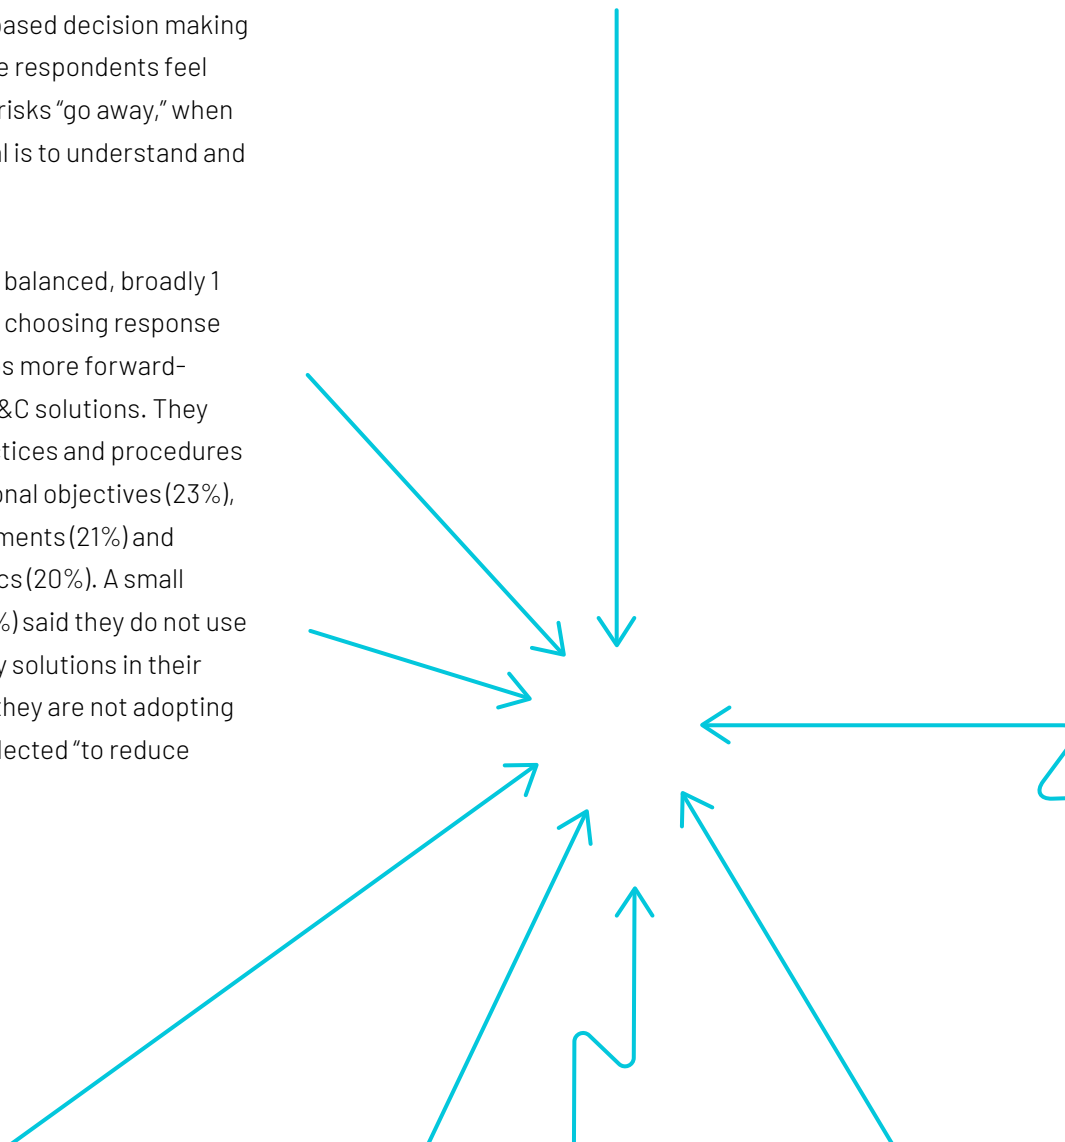 ased decision making
e respondents feel
risks “go away,” when
l is to understand and
balanced, broadly 1
choosing response
s more forward-
&C solutions. They
tices and procedures
onal objectives (23%),
ments (21%) and
cs (20%). A small
%) said they do not use
y solutions in their
they are not adopting
lected “to reduce